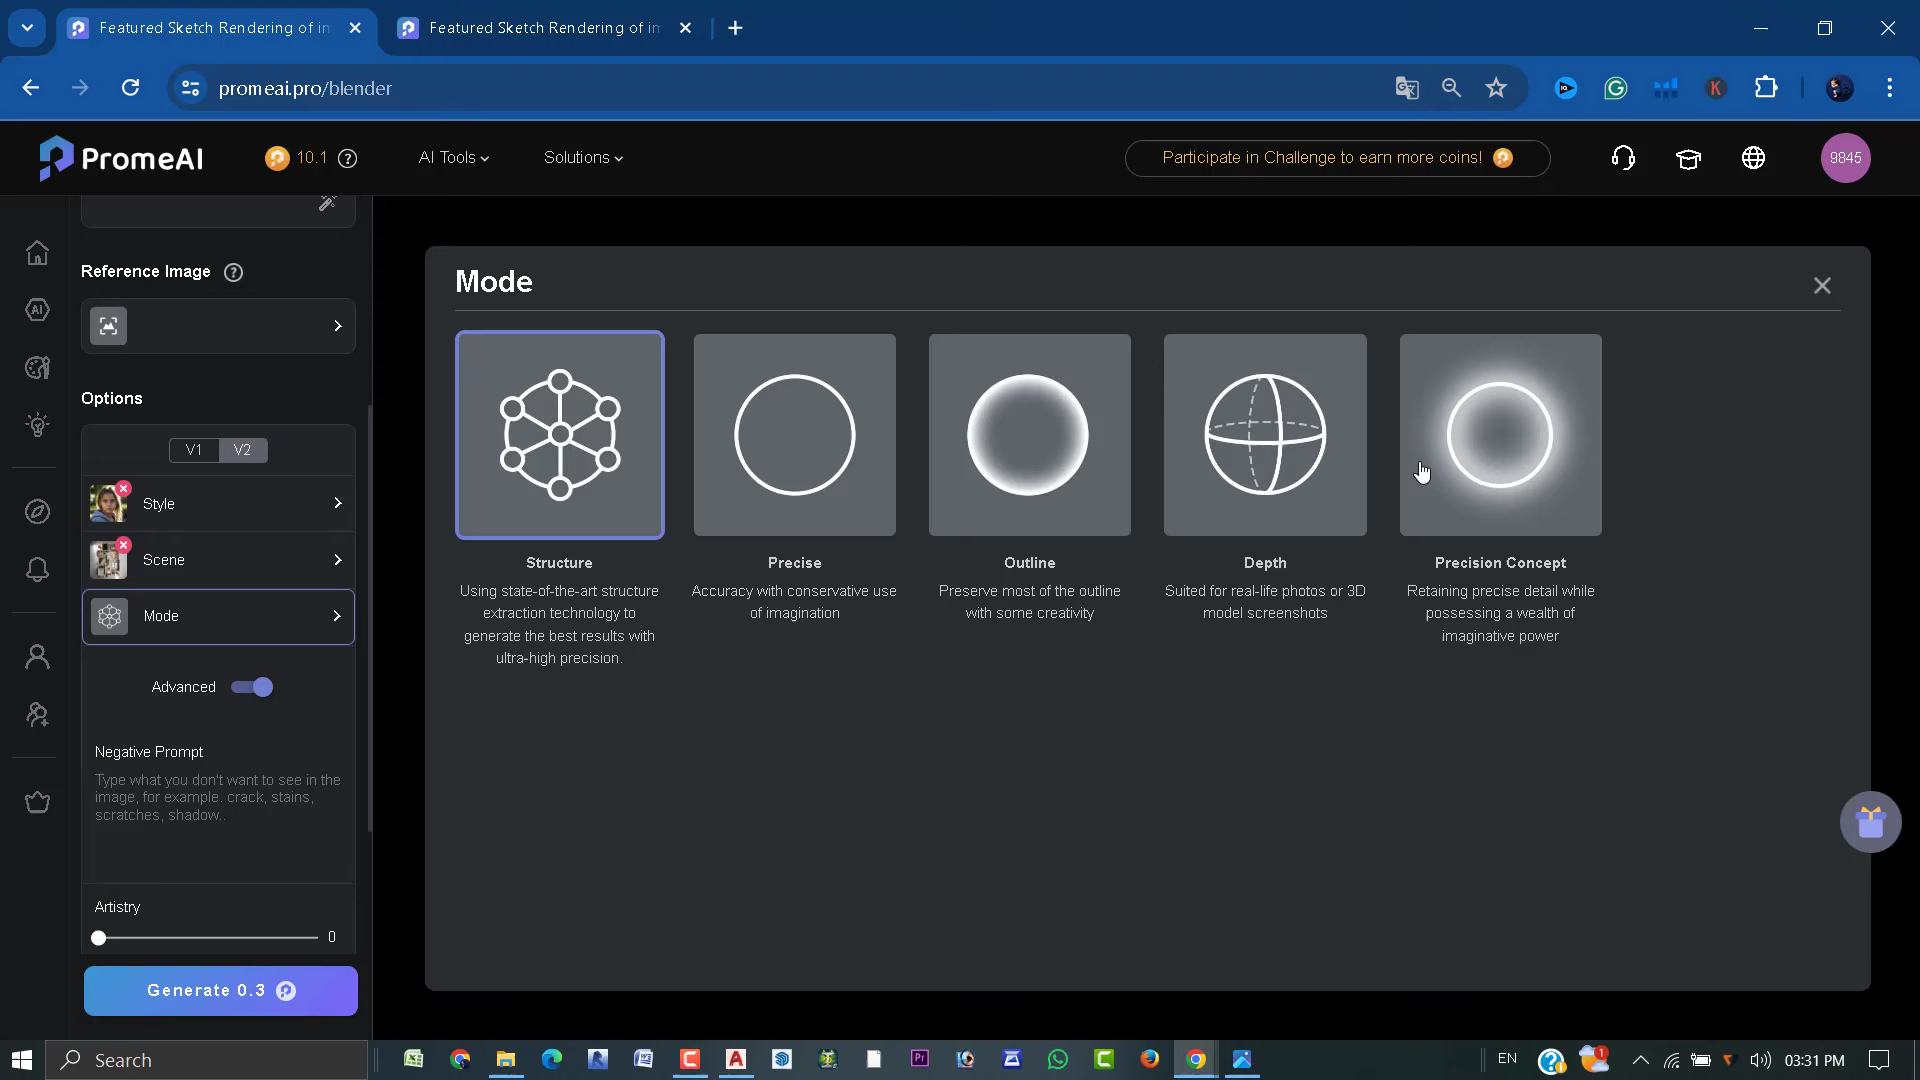 Featured Sketch Rendering of im
Featured Sketch Rendering of im
promeai.pro/blender
K
PromeAI
10.1
AI Tools
Solutions
Participate in Challenge to earn more coins!
9845
Reference Image
Options
V1 V2
Style
Scene
Mode
Advanced
Negative Prompt
Type what you don't want to see in the
image, for example. crack, stains,
scratches, shadow..
Artistry
0
Generate 0.3
Mode
Structure
Using state-of-the-art structure
extraction technology to
generate the best results with
ultra-high precision.
Precise
Accuracy with conservative use
of imagination
Outline
Preserve most of the outline
with some creativity
Depth
Suited for real-life photos or 3D
model screenshots
Precision Concept
Retaining precise detail while
possessing a wealth of
imaginative power
Search
EN
1
03:31 PM